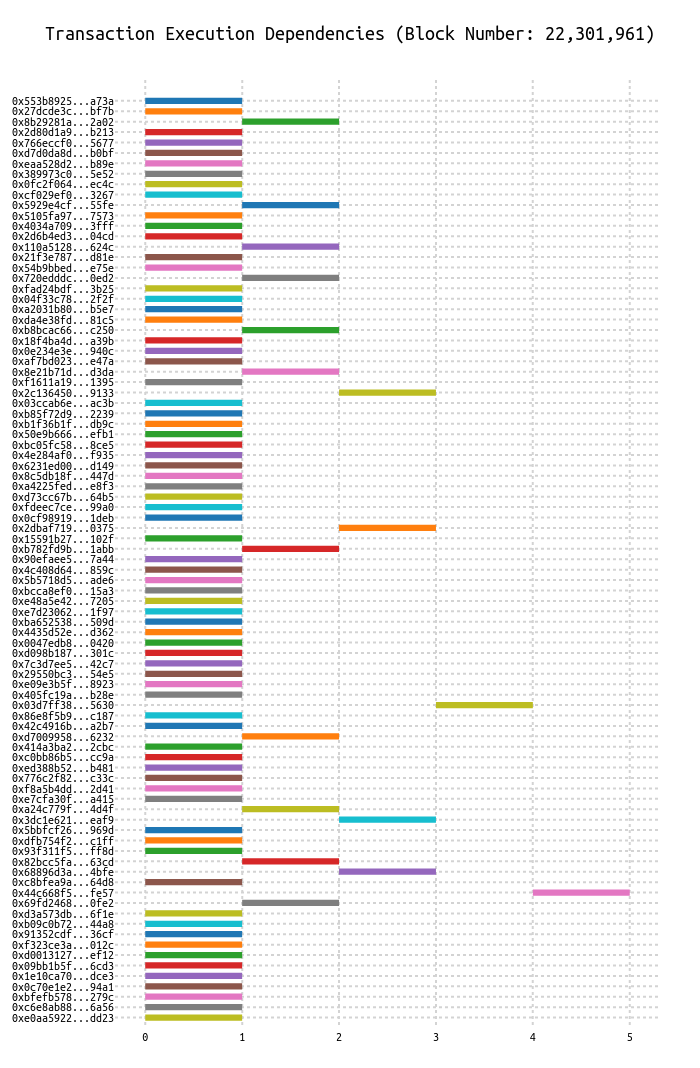 Transaction Execution Dependencies (Block Number: 22,301,961)
0x553b8925...a73a
0x27dcde3c...bf7b
0x8b29281a...2a02
0x2d80d1a9...b213
0x766eccf0...5677
0xd7d0da8d...b0bf
0xeaa528d2...b89e
0x389973c0...5e52
0x0fc2f064...ec4c
0xcf029ef0...3267
0x5929e4cf...55fe
0x5105fa97...7573
0x4034a709...3fff
0x2d6b4ed3...04cd
0x110a5128...624c
0x21f3e787...d81e
0x54b9bbed...e75e
0x720edddc...0ed2
0xfad24bdf...3b25
0x04f33c78...2f2f
0xa2031b80...b5e7
0xda4e38fd...81c5
0xb8bcac66...c250
0x18f4ba4d...a39b
0x0e234e3e...940c
0xaf7bd023...e47a
0x8e21b71d...d3da
0xf1611a19...1395
0x2c136450...9133
0x03ccab6e...ac3b
0xb85f72d9...2239
0xb1f36b1f...db9c
0x50e9b666...efb1
0xbc05fc58...8ce5
0x4e284af0...f935
0x6231ed00...d149
0x8c5db18f...447d
0xa4225fed...e8f3
0xd73cc67b...64b5
0xfdeec7ce...99a0
0x0cf98919...1deb
0x2dbaf719...0375
0x15591b27...102f
0xb782fd9b...1abb
0x90efaee5...7a44
0x4c408d64...859c
0x5b5718d5...ade6
0xbcca8ef0...15a3
0xe48a5e42...7205
0xe7d23062...1f97
0xba652538...509d
0x4435d52e...d362
0x0047edb8...0420
0xd098b187...301c
0x7c3d7ee5...42c7
0x29550bc3...54e5
0xe09e3b5f...8923
0x405fc19a...b28e
0x03d7ff38...5630
0x86e8f5b9...c187
0x42c4916b...a2b7
0xd7009958...6232
0x414a3ba2...2cbc
0xc0bb86b5...cc9a
0xed388b52...b481
0x776c2f82...c33c
0xf8a5b4dd...2d41
0xe7cfa30f...a415
0xa24c779f...4d4f
0x3dc1e621...eaf9
0x5bbfcf26...969d
0xdfb754f2...c1ff
0x93f311f5...ff8d
0x82bcc5fa...63cd
0x68896d3a...4bfe
0xc8bfea9a...64d8
0x44c668f5...fe57
0x69fd2468...0fe2
0xd3a573db...6f1e
0xb09c0b72...44a8
0x91352cdf...36cf
0xf323ce3a...012c
0xd0013127...ef12
0x09bb1b5f...6cd3
0x1e10ca70...dce3
0x0c70e1e2...94a1
0xbfefb578...279c
0xc6e8ab88...6a56
0xe0aa5922...dd23
0 1 2 3 4 5